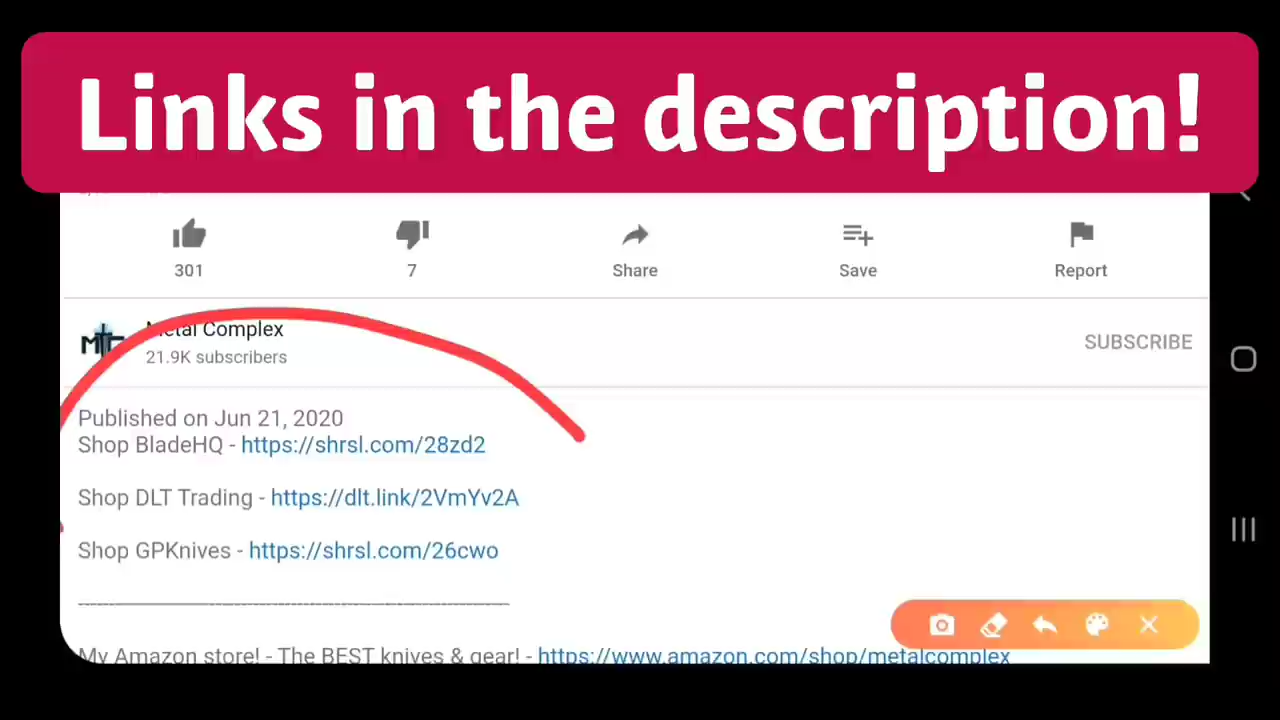 Links in the description!
301
7
Share
Save
Report
Metal Complex
21.9K subscribers
SUBSCRIBE
Published on Jun 21, 2020
Shop BladeHQ - https://shrsl.com/28zd2
Shop DLT Trading - https://dlt.link/2VmYv2A
Shop GPKnives - https://shrsl.com/26cwo
My Amazon store! - The BEST knives & gear! - https://www.amazon.com/shop/metalcomplex